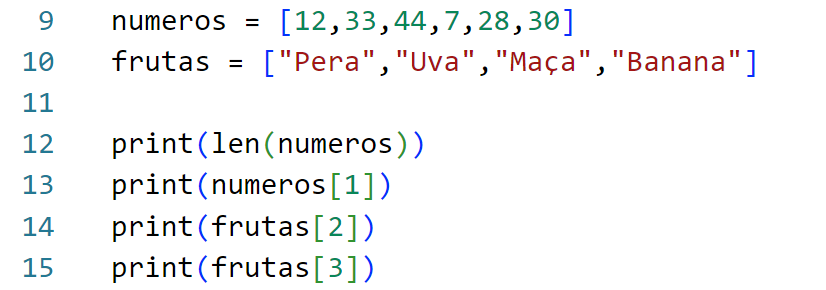 9 numeros = [12,33,44,7,28,30]
10 frutas = ["Pera","Uva","Maça","Banana"]
11
12 print(len(numeros))
13 print(numeros[1])
14 print(frutas[2])
15 print(frutas[3])